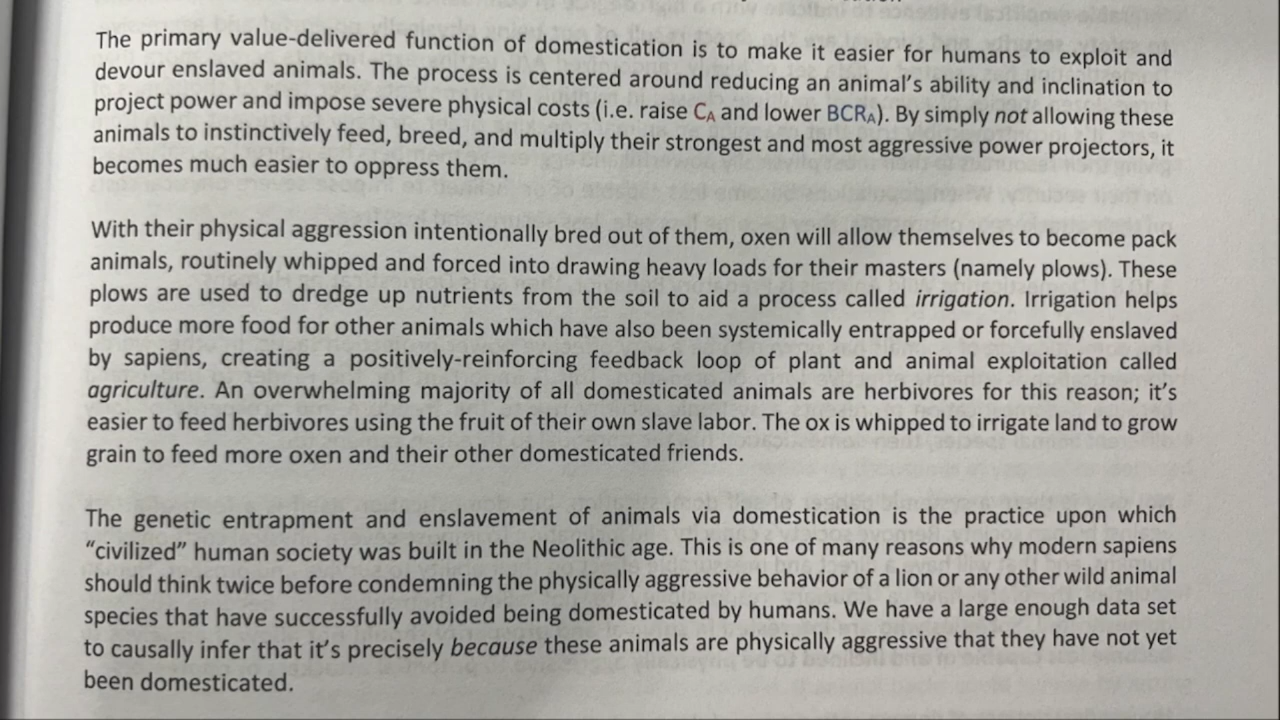 The primary value-delivered function of domestication is to make it easier for humans to exploit and
devour enslaved animals. The process is centered around reducing an animal's ability and inclination to
project power and impose severe physical costs (i.e. raise CA and lower BCRA). By simply not allowing these
animals to instinctively feed, breed, and multiply their strongest and most aggressive power projectors, it
becomes much easier to oppress them.
With their physical aggression intentionally bred out of them, oxen will allow themselves to become pack
animals, routinely whipped and forced into drawing heavy loads for their masters (namely plows). These
plows are used to dredge up nutrients from the soil to aid a process called irrigation. Irrigation helps
produce more food for other animals which have also been systemically entrapped or forcefully enslaved
by sapiens, creating a positively-reinforcing feedback loop of plant and animal exploitation called
agriculture. An overwhelming majority of all domesticated animals are herbivores for this reason; it's
easier to feed herbivores using the fruit of their own slave labor. The ox is whipped to irrigate land to grow
grain to feed more oxen and their other domesticated friends.
The genetic entrapment and enslavement of animals via domestication is the practice upon which
“civilized” human society was built in the Neolithic age. This is one of many reasons why modern sapiens
should think twice before condemning the physically aggressive behavior of a lion or any other wild animal
species that have successfully avoided being domesticated by humans. We have a large enough data set
to causally infer that it's precisely because these animals are physically aggressive that they have not yet
been domesticated.